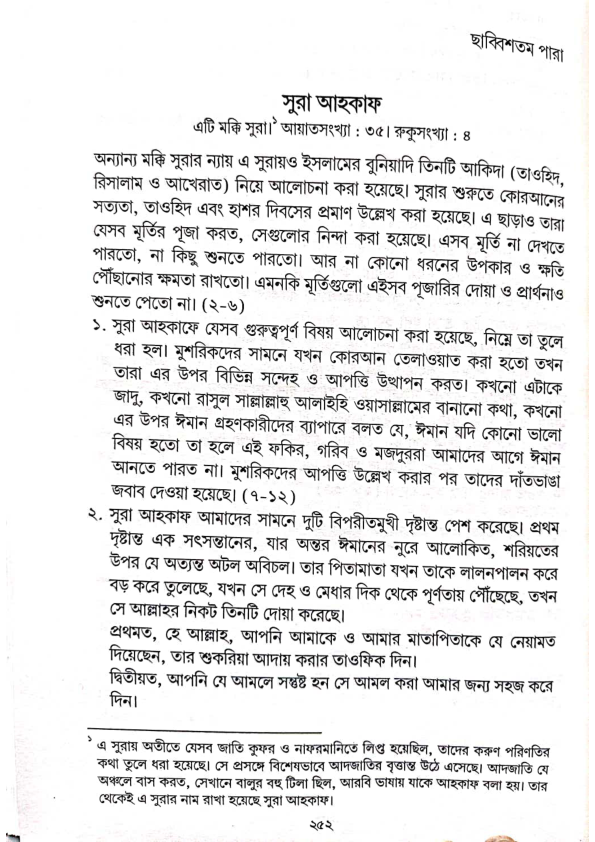 ছাব্বিশতম পারা
সুরা আহকাফ
এটি মক্কি সুরা।১ আয়াতসংখ্যা : ৩৫। রুকুসংখ্যা : ৪
অন্যান্য মক্কি সুরার ন্যায় এ সুরায়ও ইসলামের বুনিয়াদি তিনটি আকিদা (তাওহিদ,
রিসালাম ও আখেরাত) নিয়ে আলোচনা করা হয়েছে। সুরার শুরুতে কোরআনের
সত্যতা, তাওহিদ এবং হাশর দিবসের প্রমাণ উল্লেখ করা হয়েছে। এ ছাড়াও তারা
যেসব মূর্তির পূজা করত, সেগুলোর নিন্দা করা হয়েছে। এসব মূর্তি না দেখতে
পারতো, না কিছু শুনতে পারতো। আর না কোনো ধরনের উপকার ও ক্ষতি
পৌঁছানোর ক্ষমতা রাখতো। এমনকি মূর্তিগুলো এইসব পূজারির দোয়া ও প্রার্থনাও
শুনতে পেতো না। (২-৬)
১. সুরা আহকাফে যেসব গুরুত্বপূর্ণ বিষয় আলোচনা করা হয়েছে, নিম্নে তা তুলে
ধরা হল। মুশরিকদের সামনে যখন কোরআন তেলাওয়াত করা হতো তখন
তারা এর উপর বিভিন্ন সন্দেহ ও আপত্তি উত্থাপন করত। কখনো এটাকে
জাদু, কখনো রাসুল সাল্লাল্লাহু আলাইহি ওয়াসাল্লামের বানানো কথা, কখনো
এর উপর ঈমান গ্রহণকারীদের ব্যাপারে বলত যে, ঈমান যদি কোনো ভালো
বিষয় হতো তা হলে এই ফকির, গরিব ও মজদুররা আমাদের আগে ঈমান
আনতে পারত না। মুশরিকদের আপত্তি উল্লেখ করার পর তাদের দাঁতভাঙা
জবাব দেওয়া হয়েছে। (৭-১২)
২. সুরা আহকাফ আমাদের সামনে দুটি বিপরীতমুখী দৃষ্টান্ত পেশ করেছে। প্রথম
দৃষ্টান্ত এক সৎসন্তানের, যার অন্তর ঈমানের নুরে আলোকিত, শরিয়তের
উপর যে অত্যন্ত অটল অবিচল। তার পিতামাতা যখন তাকে লালনপালন করে
বড় করে তুলেছে, যখন সে দেহ ও মেধার দিক থেকে পূর্ণতায় পৌঁছেছে, তখন
সে আল্লাহর নিকট তিনটি দোয়া করেছে।
প্রথমত, হে আল্লাহ, আপনি আমাকে ও আমার মাতাপিতাকে যে নেয়ামত
দিয়েছেন, তার শুকরিয়া আদায় করার তাওফিক দিন।
দ্বিতীয়ত, আপনি যে আমলে সন্তুষ্ট হন সে আমল করা আমার জন্য সহজ করে
দিন।
১ এ সুরায় অতীতে যেসব জাতি কুফর ও নাফরমানিতে লিপ্ত হয়েছিল, তাদের করুণ পরিণতির
কথা তুলে ধরা হয়েছে। সে প্রসঙ্গে বিশেষভাবে আদজাতির বৃত্তান্ত উঠে এসেছে। আদজাতি যে
অঞ্চলে বাস করত, সেখানে বালুর বহু টিলা ছিল, আরবি ভাষায় যাকে আহকাফ বলা হয়। তার
থেকেই এ সুরার নাম রাখা হয়েছে সুরা আহকাফ।
২৫২